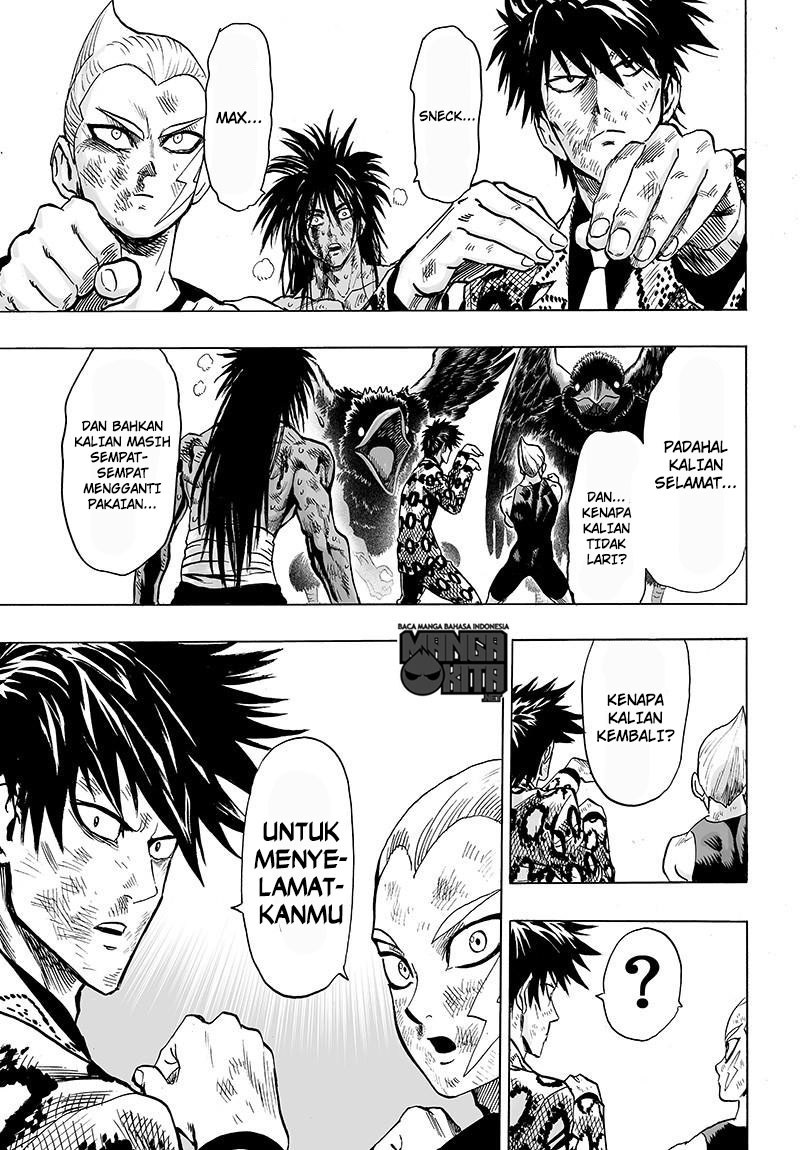 SNECK...
MAX...
PADAHAL
KALIAN
SELAMAT...
DAN...
KENAPA
KALIAN
TIDAK
LARI?
DAN BAHKAN
KALIAN MASIH
SEMPAT-
SEMPAT
MENGGANTI
PAKAIAN...
BACA MANGA BAHASA INDONESIA
MANGA
KITA
.NET
KENAPA
KALIAN
KEMBALI?
?
UNTUK
MENYE-
LAMAT-
KANMU